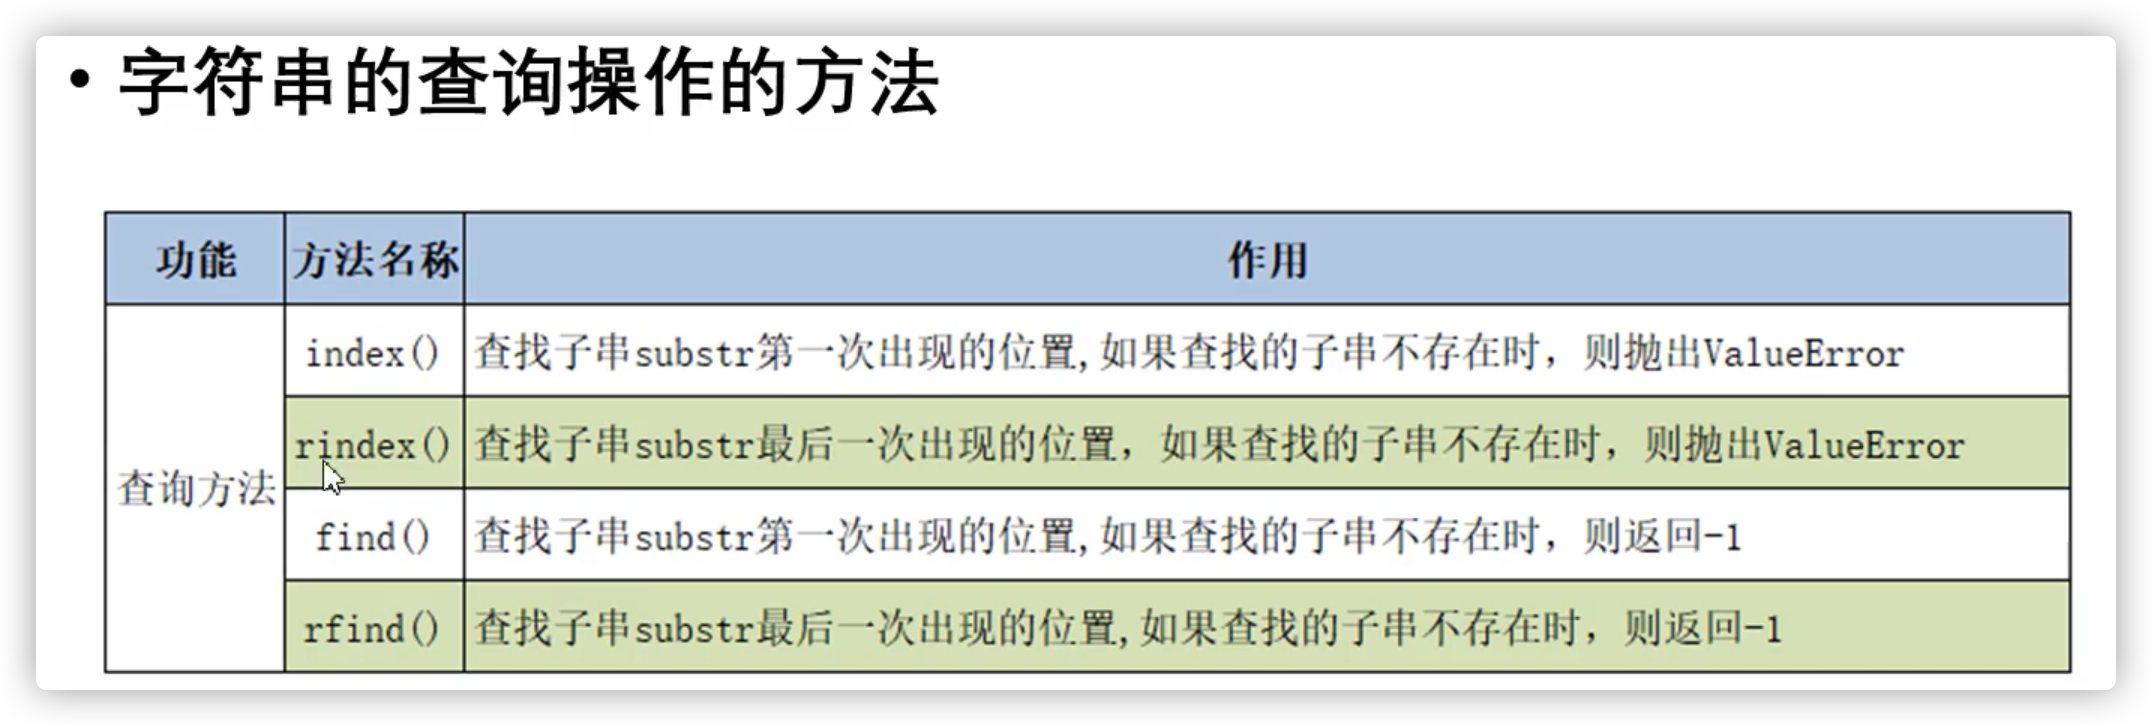 • 字符串的查询操作的方法
功能 方法名称 作用
index() 查找子串substr第一次出现的位置,如果查找的子串不存在时，则抛出ValueError
rindex() 查找子串substr最后一次出现的位置，如果查找的子串不存在时，则抛出ValueError
查询方法
find() 查找子串substr第一次出现的位置,如果查找的子串不存在时，则返回-1
rfind() 查找子串substr最后一次出现的位置,如果查找的子串不存在时，则返回-1